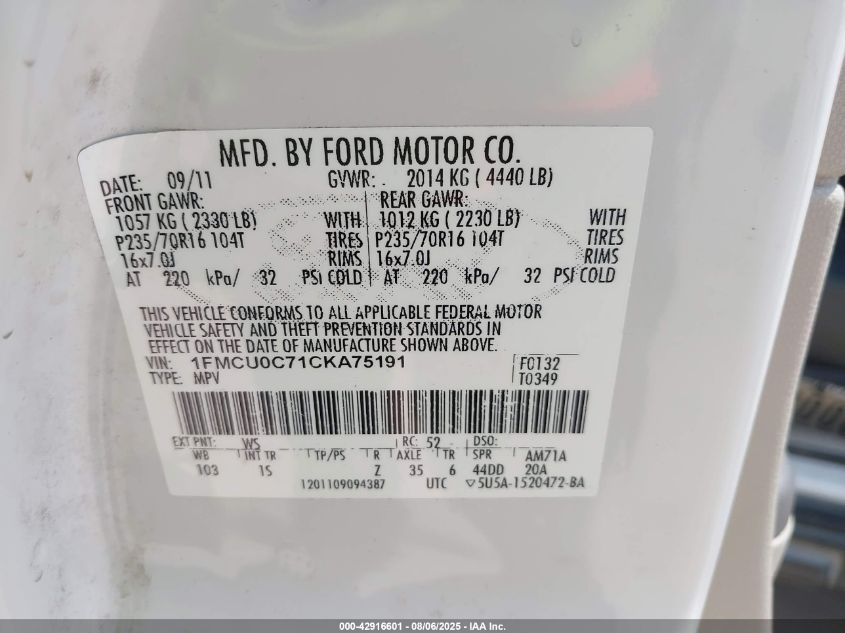 MFD. BY FORD MOTOR CO.
DATE: 09/11 GVWR: 2014 KG ( 4440 LB)
FRONT GAWR: REAR GAWR:
1057 KG ( 2330 LB) WITH 1012 KG ( 2230 LB) WITH
P235/70R16 104T TIRES P235/70R16 104T TIRES
16x7.0J RIMS 16x7.0J RIMS
AT 220 kPa/ 32 PSI COLD AT 220 kPa/ 32 PSI COLD
THIS VEHICLE CONFORMS TO ALL APPLICABLE FEDERAL MOTOR
VEHICLE SAFETY AND THEFT PREVENTION STANDARDS IN
EFFECT ON THE DATE OF MANUFACTURE SHOWN ABOVE.
VIN: 1FMCU0C71CKA75191 F0132
TYPE: MPV T0349
EXT PNT: WS RC: 52 DSO:
WB INT TR TP/PS R AXLE TR SPR AM71A
103 1S Z 35 6 44DD 20A
1201109094387 UTC ▽5U5A-1520472-BA
000-42916601 - 08/06/2025 - IAA Inc.